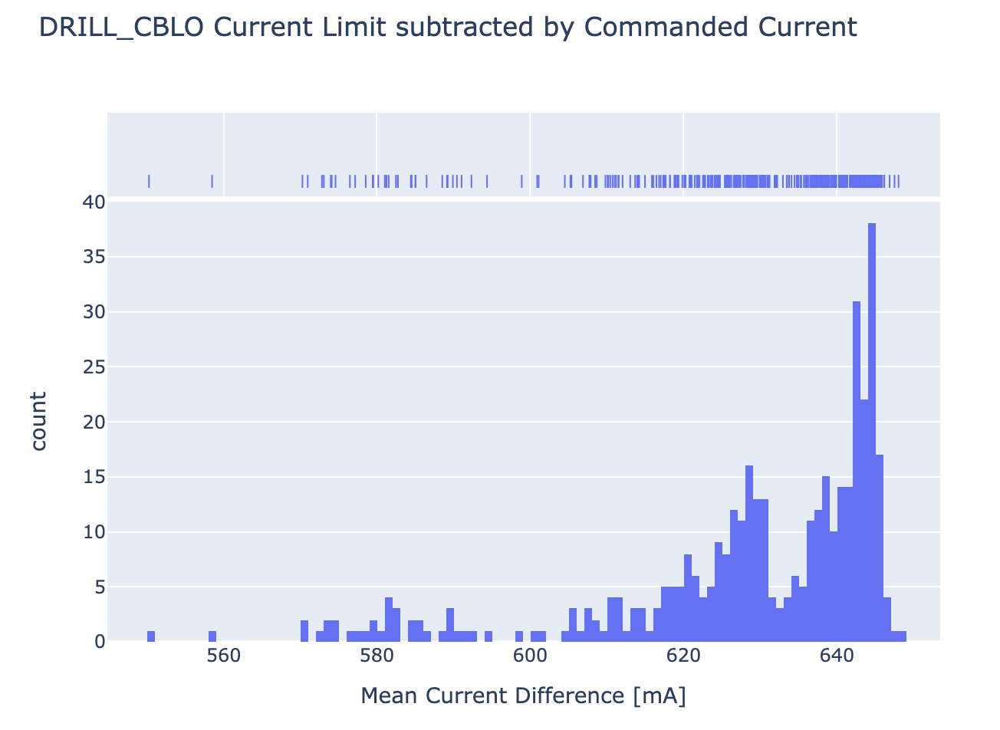 DRILL_CBLO Current Limit subtracted by Commanded Current
40
35
30
25
20
15
10
5
0
count
560 580 600 620 640
Mean Current Difference [mA]